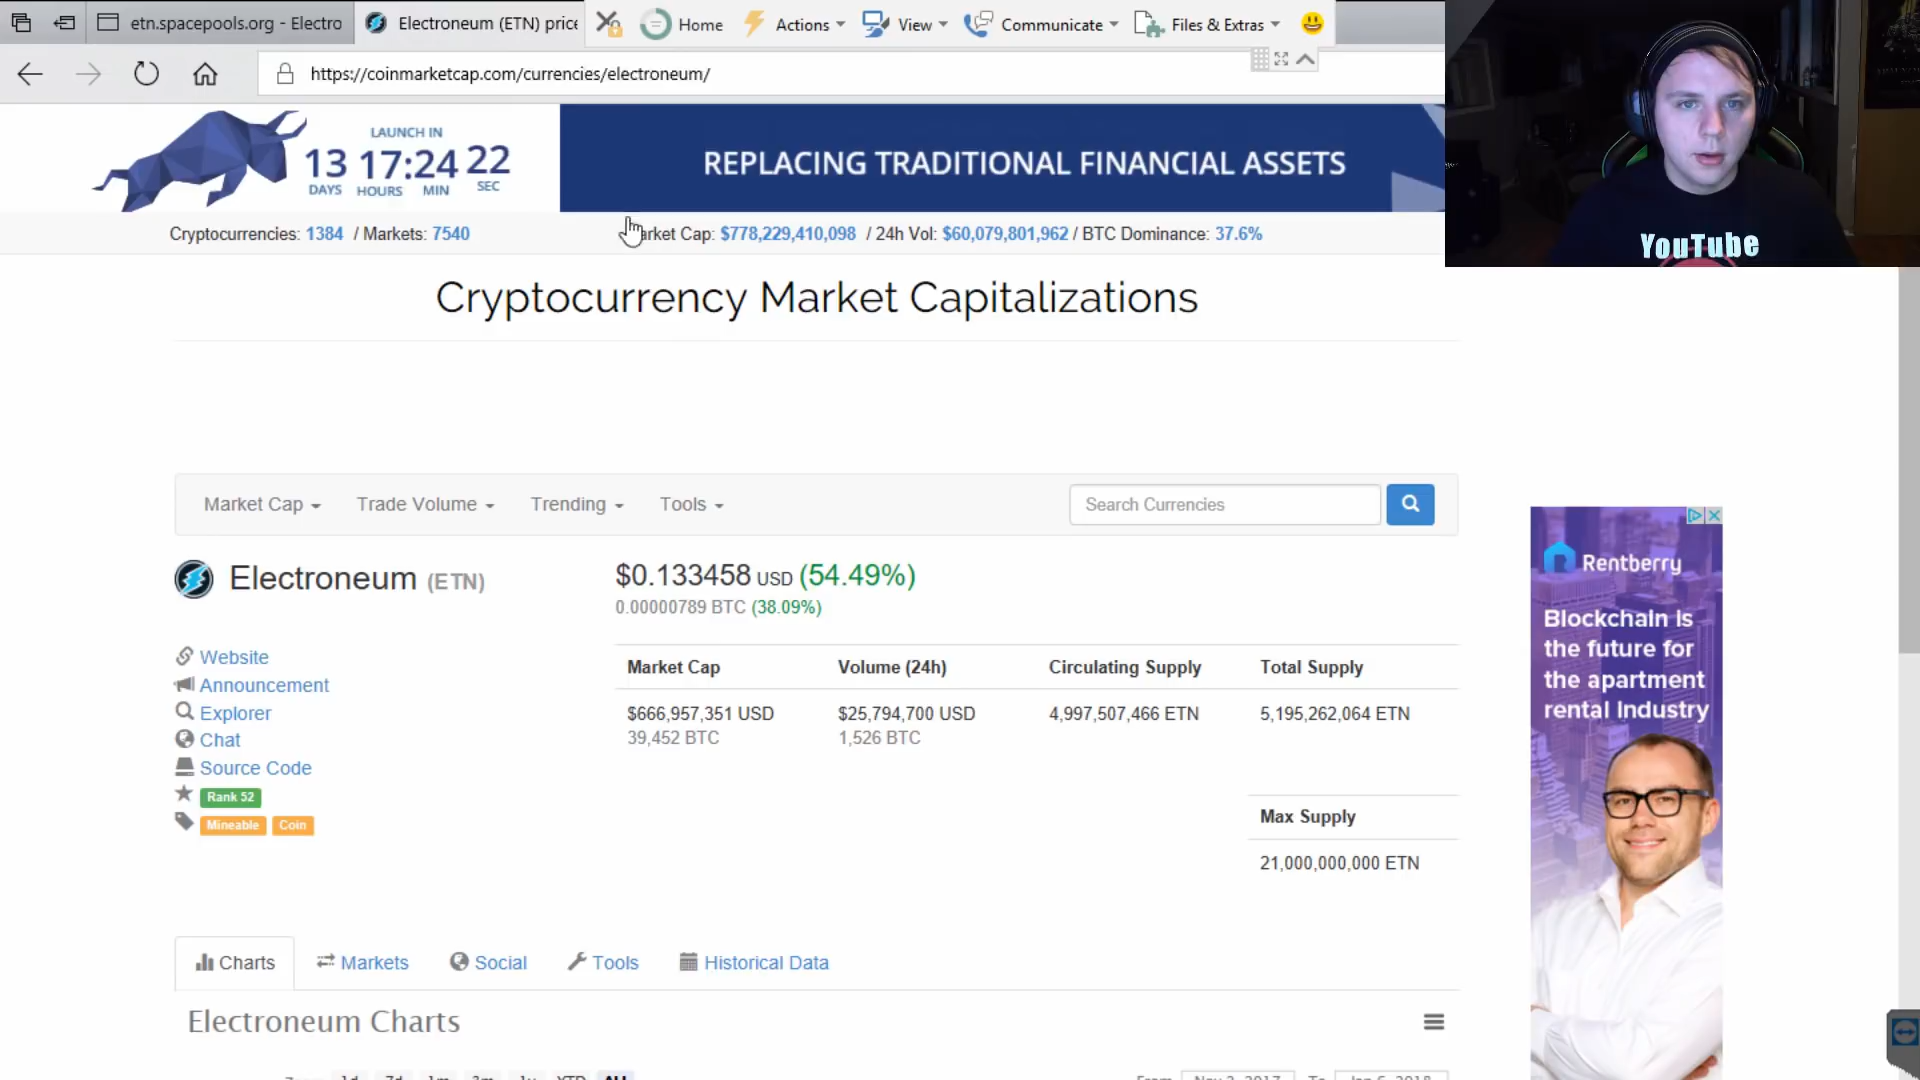 etn.spacepools.org - Electro
Electroneum (ETN) price
Home
Actions
View
Communicate
Files & Extras
https://coinmarketcap.com/currencies/electroneum/
LAUNCH IN
13 17:24 22
DAYS HOURS MIN SEC
REPLACING TRADITIONAL FINANCIAL ASSETS
YouTube
Cryptocurrencies: 1384 / Markets: 7540
arket Cap: $778,229,410,098 / 24h Vol: $60,079,801,962 / BTC Dominance: 37.6%
Cryptocurrency Market Capitalizations
Market Cap
Trade Volume
Trending
Tools
Search Currencies
Electroneum (ETN)
$0.133458 USD (54.49%)
0.00000789 BTC (38.09%)
Website
Announcement
Explorer
Chat
Source Code
Rank 52
Mineable Coin
Market Cap Volume (24h) Circulating Supply Total Supply
$666,957,351 USD $25,794,700 USD 4,997,507,466 ETN 5,195,262,064 ETN
39,452 BTC 1,526 BTC
Max Supply
21,000,000,000 ETN
Rentberry
Blockchain is
the future for
the apartment
rental Industry
Charts
Markets
Social
Tools
Historical Data
Electroneum Charts